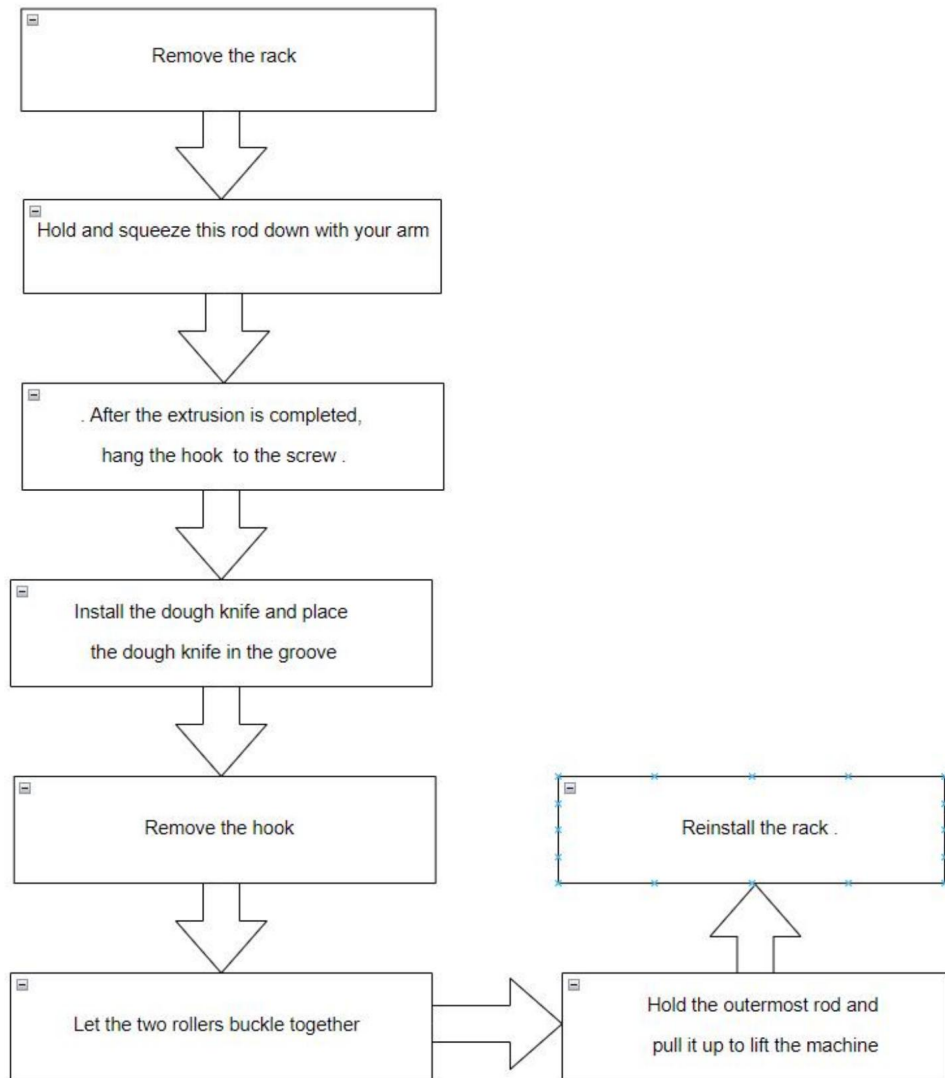 Remove the rack
Hold and squeeze this rod down with your arm
. After the extrusion is completed,
hang the hook to the screw .
Install the dough knife and place
the dough knife in the groove
Remove the hook
Let the two rollers buckle together
Hold the outermost rod and
pull it up to lift the machine
Reinstall the rack .